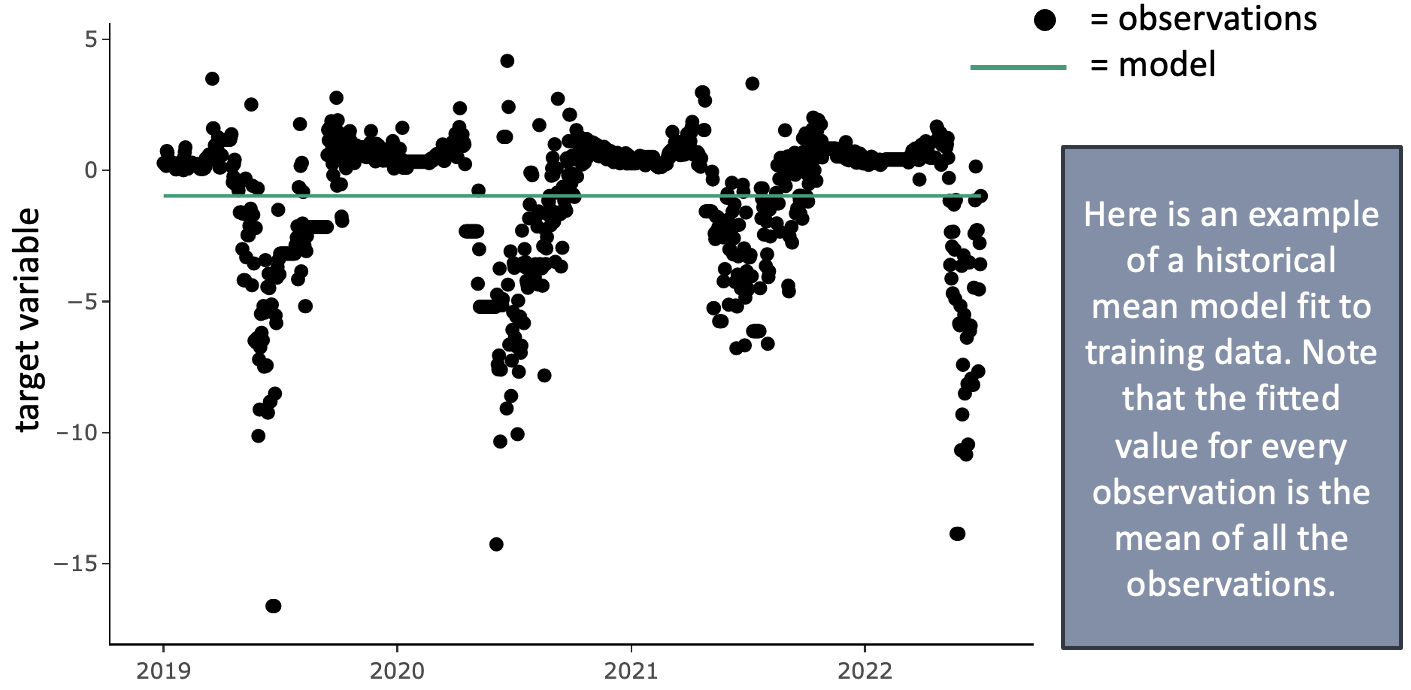 = observations
= model
5
0
−5
−10
−15
target variable
2019
2020
2021
2022
Here is an example
of a historical
mean model fit to
training data. Note
that the fitted
value for every
observation is the
mean of all the
observations.